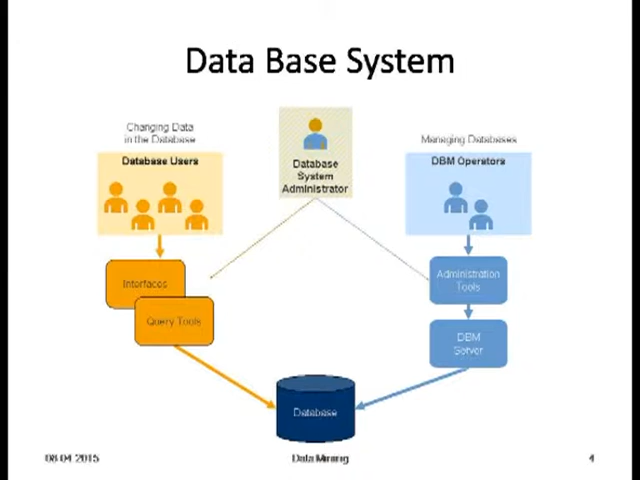 Data Base System
Changing Data
in the Database
Database Users
Database
System
Administrator
Managing Databases
DBM Operators
Interfaces
Query Tools
Administration
Tools
DBM
Server
Database
08 04 2015
Data Mining
4